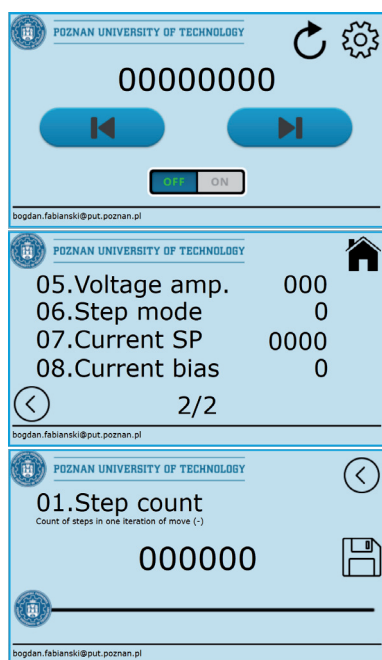 POZNAN UNIVERSITY OF TECHNOLOGY
00000000
OFF ON
bogdan.fabianski@put.poznan.pl
POZNAN UNIVERSITY OF TECHNOLOGY
05.Voltage amp. 000
06.Step mode 0
07.Current SP 0000
08.Current bias 0
2/2
bogdan.fabianski@put.poznan.pl
POZNAN UNIVERSITY OF TECHNOLOGY
01.Step count
Count of steps in one iteration of move (-)
000000
bogdan.fabianski@put.poznan.pl